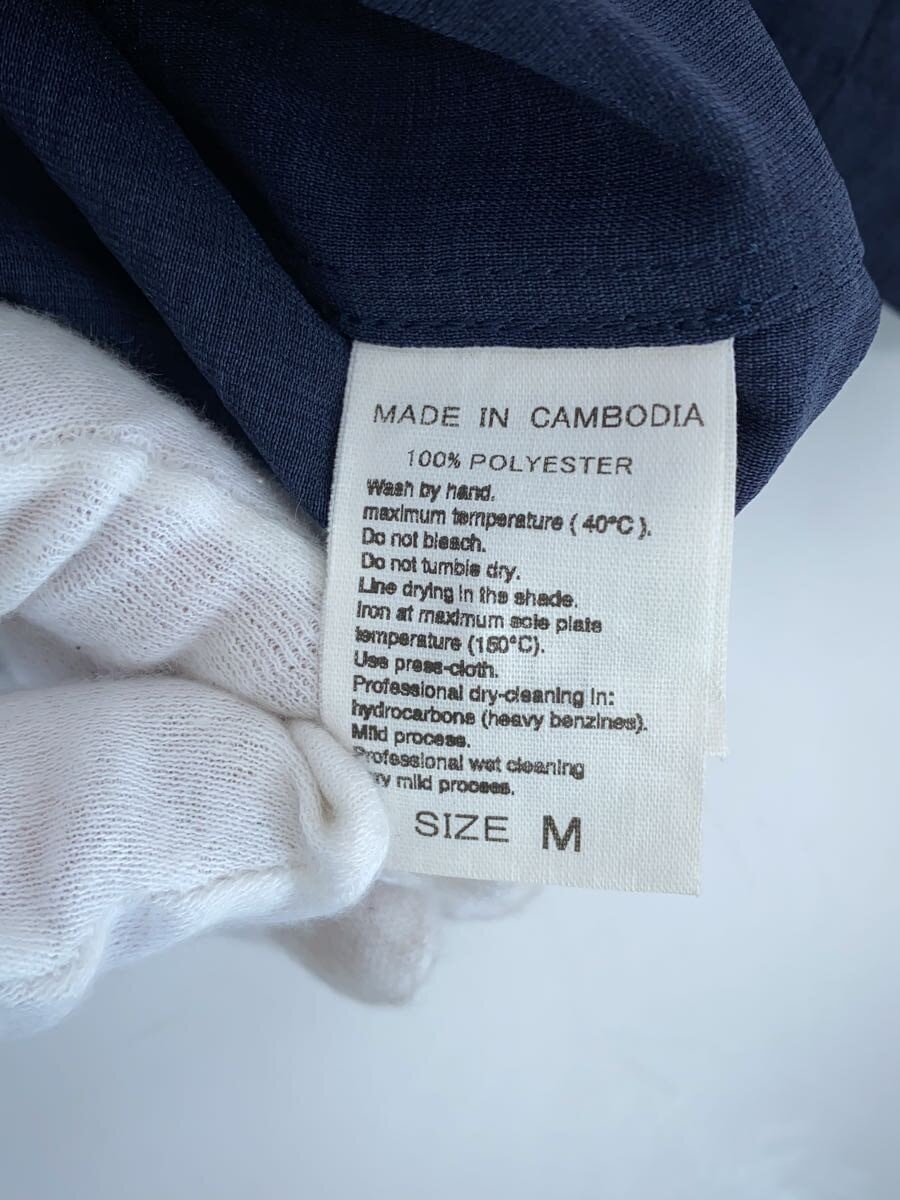 MADE IN CAMBODIA
100% POLYESTER
Wash by hand.
maximum temperature ( 40°C ).
Do not bleach.
Do not tumble dry.
Line drying in the shade.
Iron at maximum sole plate
temperature (150°C).
Use press-cloth.
Professional dry-cleaning in:
hydrocarbons (heavy benzines).
Mild process.
Professional wet cleaning
mild process.
SIZE M